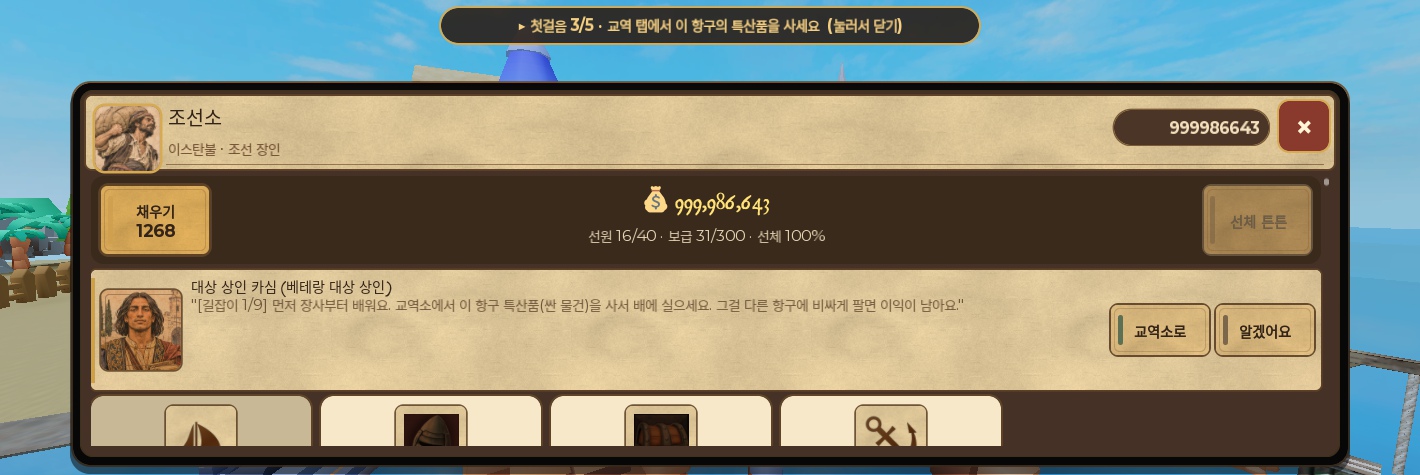 ▸ 첫걸음 3/5 · 교역 탭에서 이 항구의 특산품을 사세요 (눌러서 닫기)
조선소
이스탄불 · 조선 장인
999986643
×
채우기
1268
999,986,643
선원 16/40 · 보급 31/300 · 선체 100%
선체 튼튼
대상 상인 카심 (베테랑 대상 상인)
"[길잡이 1/9] 먼저 장사부터 배워요. 교역소에서 이 항구 특산품(싼 물건)을 사서 배에 실으세요. 그걸 다른 항구에 비싸게 팔면 이익이 남아요."
교역소로
알겠어요